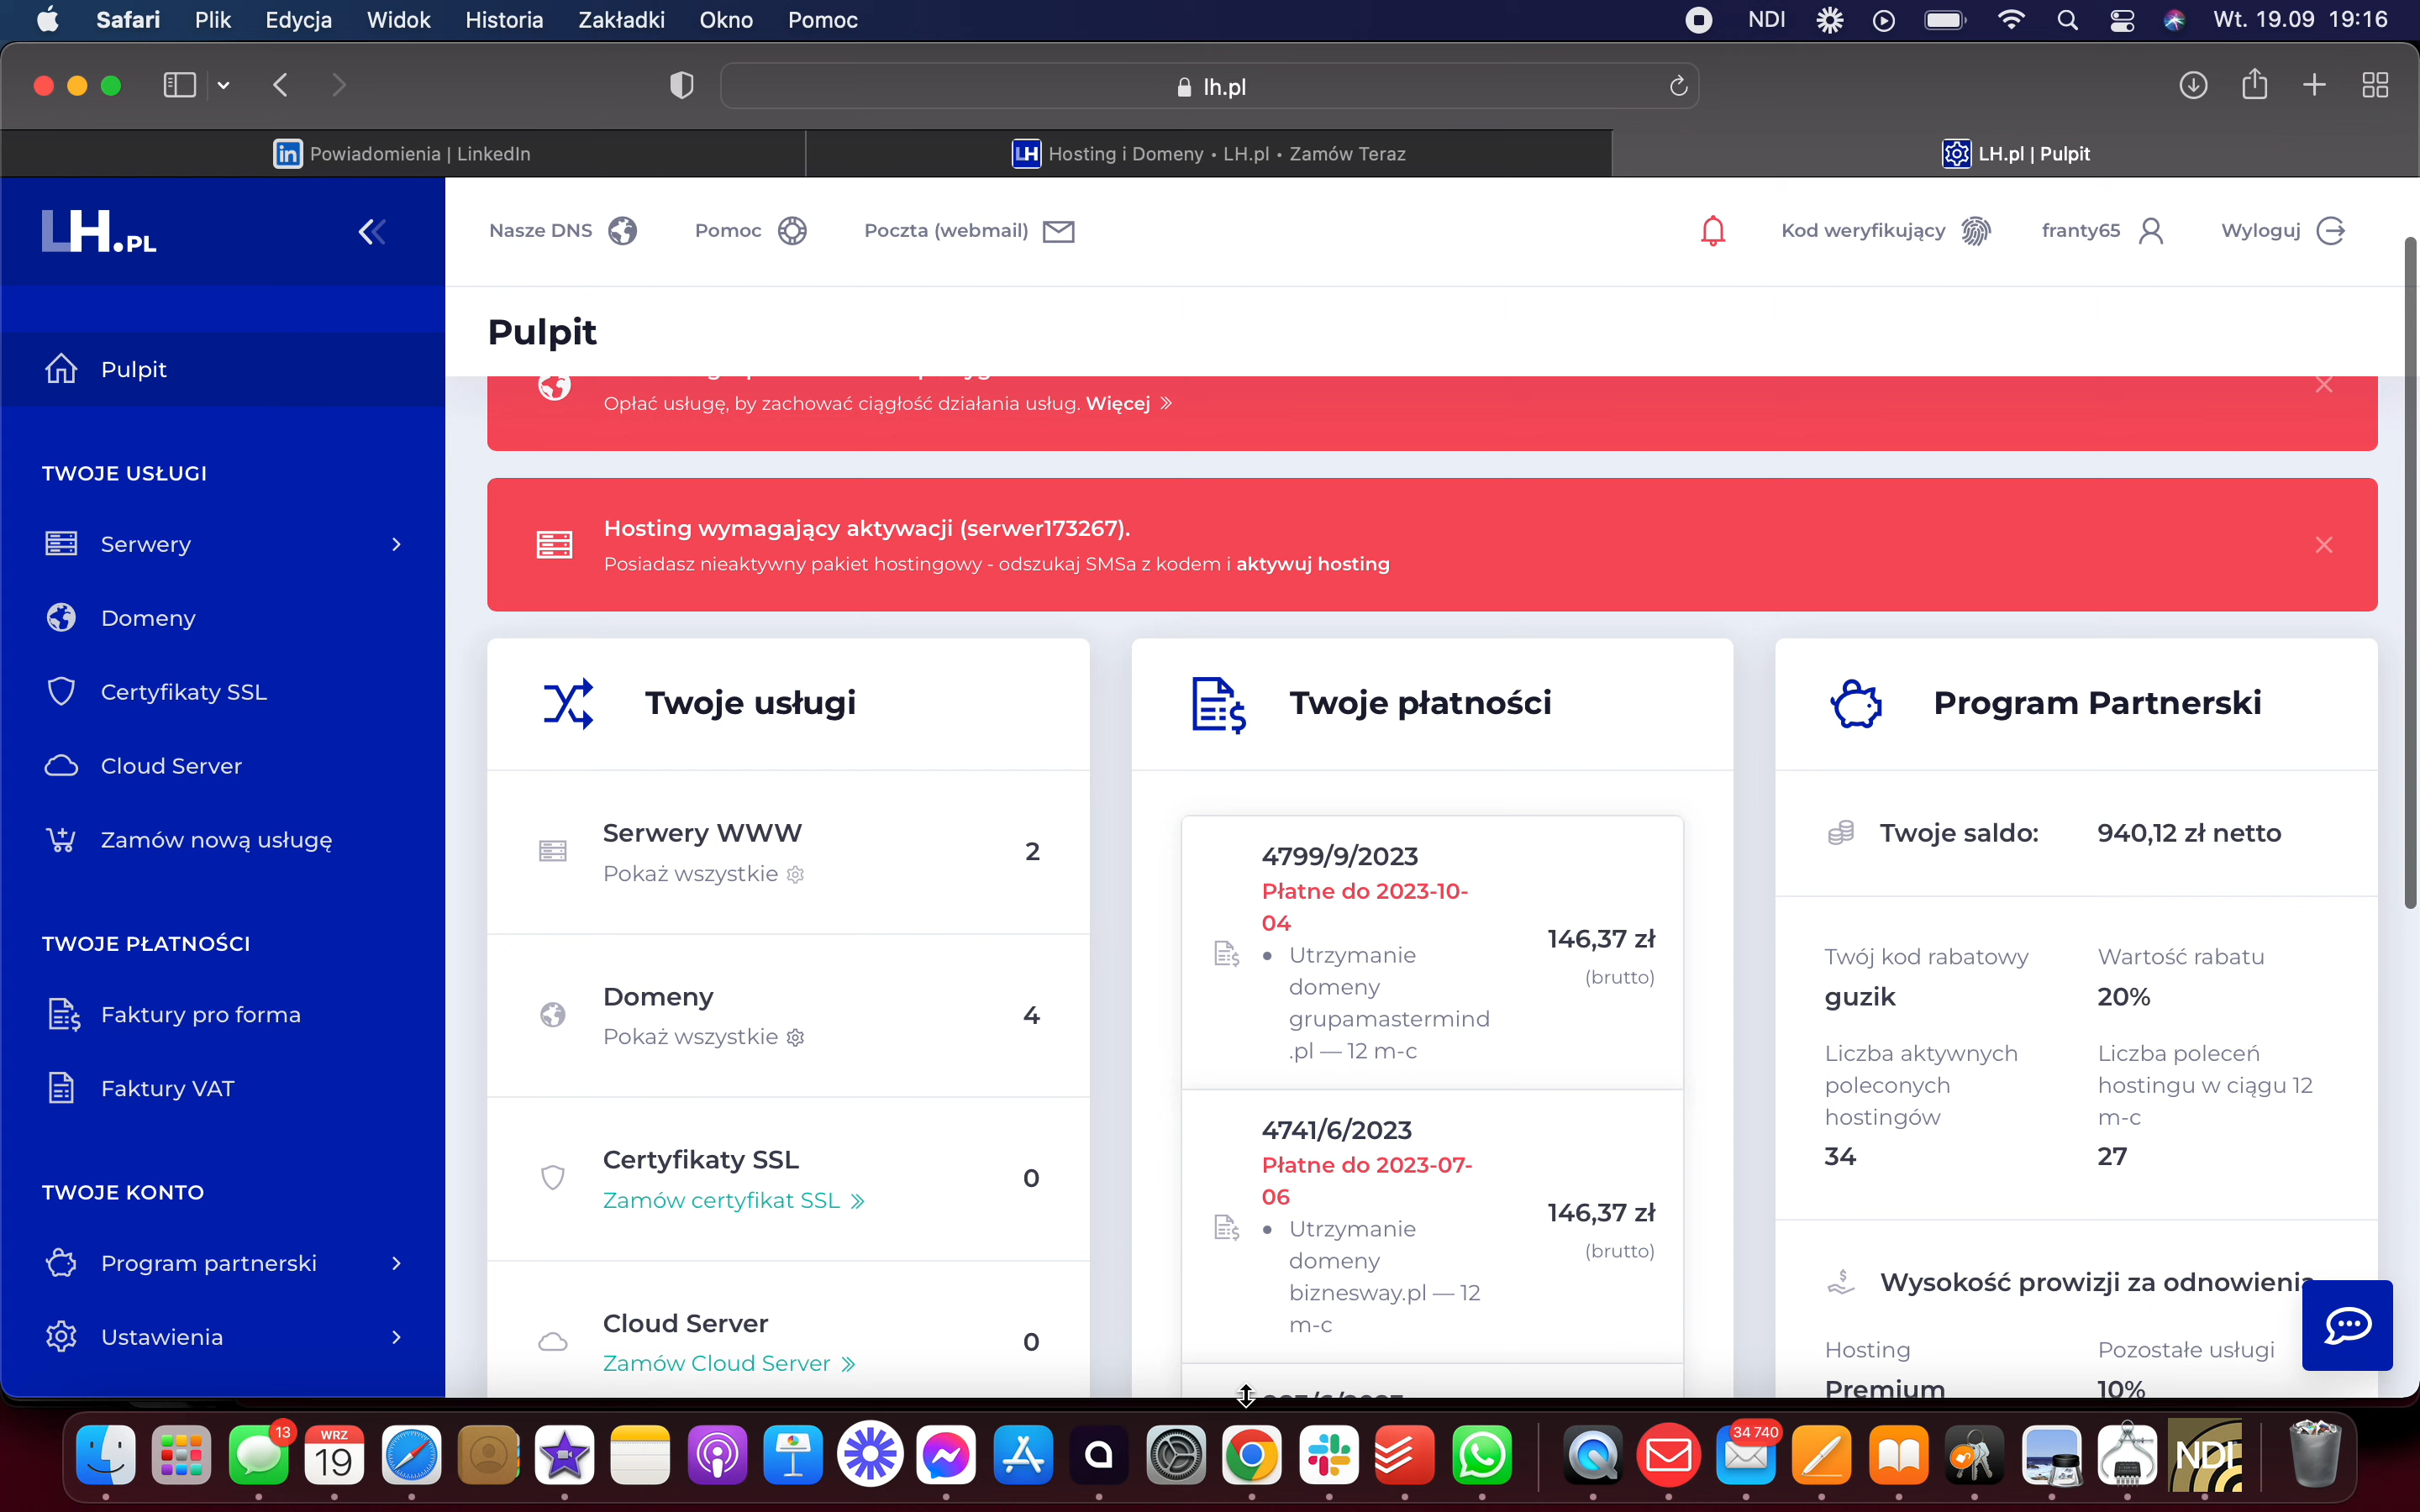 Safari Plik Edycja Widok Historia Zakładki Okno Pomoc NDI Wt. 19.09 19:16
lh.pl
Powiadomienia | LinkedIn
LH Hosting i Domeny • LH.pl • Zamów Teraz
LH.pl | Pulpit
LH.PL
Nasze DNS
Pomoc
Poczta (webmail)
Kod weryfikujący
franty65
Wyloguj
Pulpit
TWOJE USŁUGI
Serwery
Domeny
Certyfikaty SSL
Cloud Server
Zamów nową usługę
TWOJE PŁATNOŚCI
Faktury pro forma
Faktury VAT
TWOJE KONTO
Program partnerski
Ustawienia
Pulpit
Opłać usługę, by zachować ciągłość działania usług. Więcej
Hosting wymagający aktywacji (serwer173267).
Posiadasz nieaktywny pakiet hostingowy - odszukaj SMSa z kodem i aktywuj hosting
Twoje usługi
Serwery WWW
Pokaż wszystkie
2
Domeny
Pokaż wszystkie
4
Certyfikaty SSL
Zamów certyfikat SSL
0
Cloud Server
Zamów Cloud Server
0
Twoje płatności
4799/9/2023
Płatne do 2023-10-
04
• Utrzymanie
domeny
grupamastermind
.pl — 12 m-c
146,37 zł
(brutto)
4741/6/2023
Płatne do 2023-07-
06
• Utrzymanie
domeny
biznesway.pl — 12
m-c
146,37 zł
(brutto)
Program Partnerski
Twoje saldo: 940,12 zł netto
Twój kod rabatowy
guzik
Wartość rabatu
20%
Liczba aktywnych
poleconych
hostingów
34
Liczba poleceń
hostingu w ciągu 12
m-c
27
Wysokość prowizji za odnowienia
Hosting
Premium
Pozostałe usługi
10%
13
WRZ
19
34 740
NDI